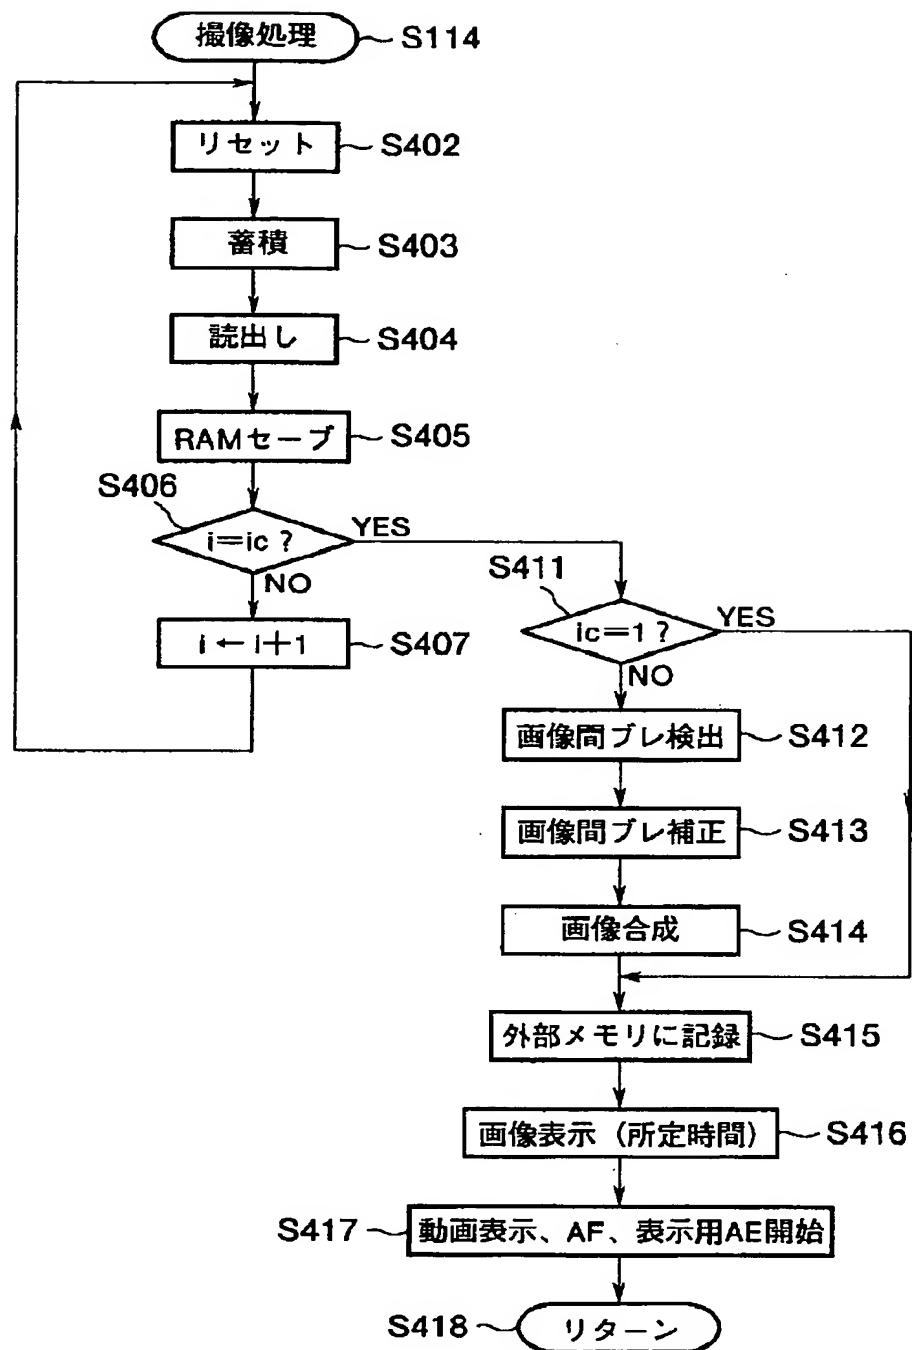 撮像処理 S114
リセット S402
蓄積 S403
読出し S404
RAMセーブ S405
S406
i=ic ?
YES
NO
i ← i+1 S407
S411
ic=1 ?
YES
NO
画像間ブレ検出 S412
画像間ブレ補正 S413
画像合成 S414
外部メモリに記録 S415
画像表示（所定時間） S416
S417 動画表示、AF、表示用AE開始
S418 リターン